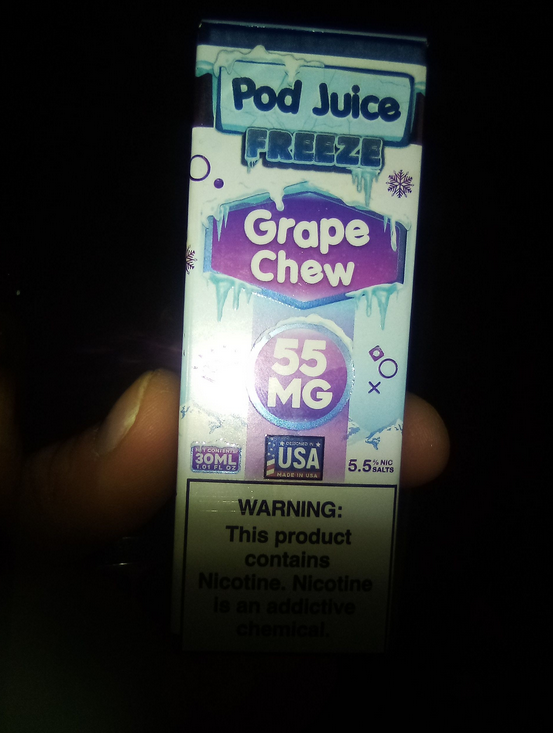 Pod Juice
FREEZE
Grape
Chew
55
MG
NET CONTENTS
30ML
1.01 FL OZ
DESIGNED IN
USA
MADE IN USA
5.5% NIC
SALTS
WARNING:
This product
contains
Nicotine. Nicotine
is an addictive
chemical.